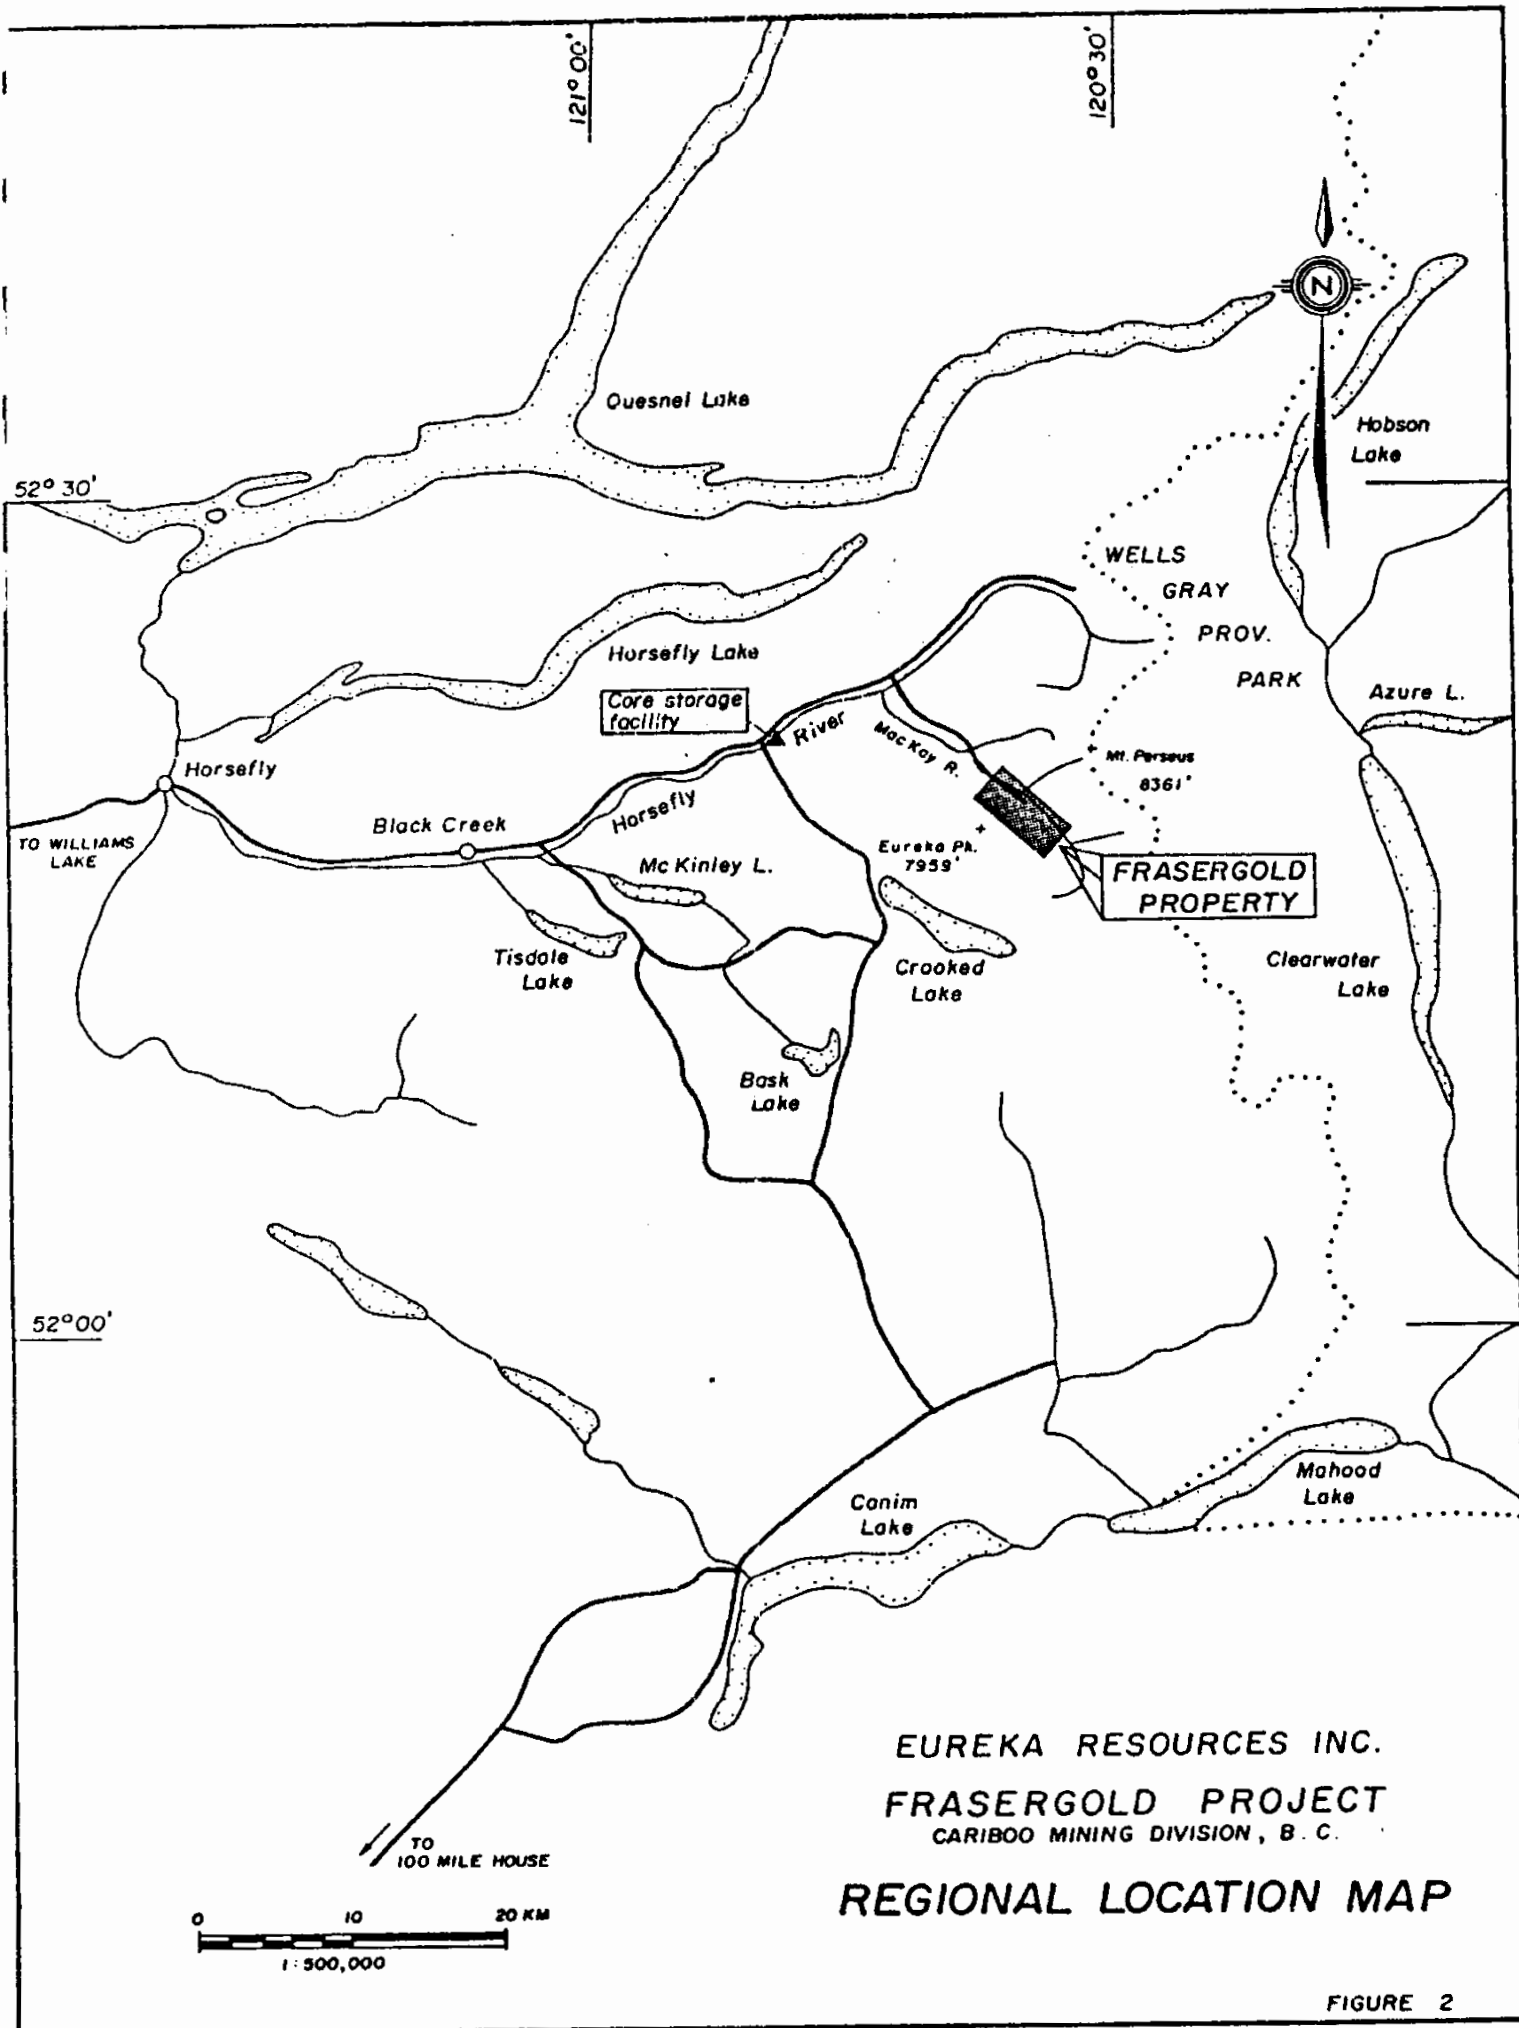 121° 00'
120° 30'
N
Quesnel Lake
Hobson
Lake
52° 30'
WELLS
GRAY
PROV.
PARK
Horsefly Lake
Azure L.
Core storage
facility
River
MacKay R.
Mt. Perseus
8361'
Horsefly
Horsefly
Black Creek
TO WILLIAMS
LAKE
Eureka Pk.
7959'
Mc Kinley L.
FRASERGOLD
PROPERTY
Tisdale
Lake
Crooked
Lake
Clearwater
Lake
Bosk
Lake
52°00'
Mahood
Lake
Canim
Lake
EUREKA RESOURCES INC.
FRASERGOLD PROJECT
CARIBOO MINING DIVISION, B.C.
TO
100 MILE HOUSE
REGIONAL LOCATION MAP
0 10 20 KM
1:500,000
FIGURE 2